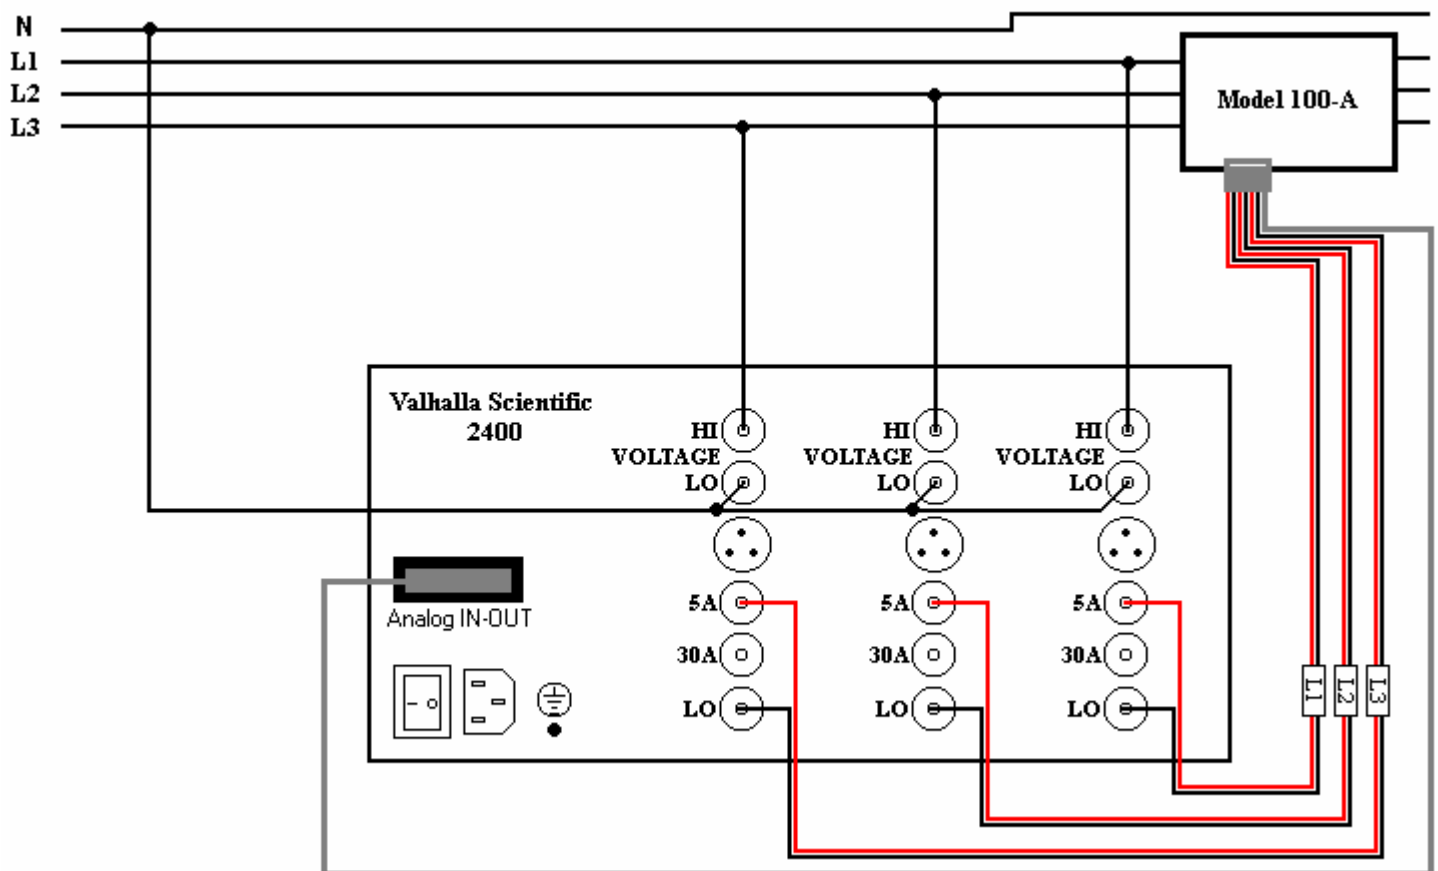 N
L1
L2
L3
Model 100-A
Valhalla Scientific
2400
HI HI HI
VOLTAGE VOLTAGE VOLTAGE
LO LO LO
Analog IN-OUT
5A 5A 5A
30A 30A 30A
LO LO LO
L1 L2 L3